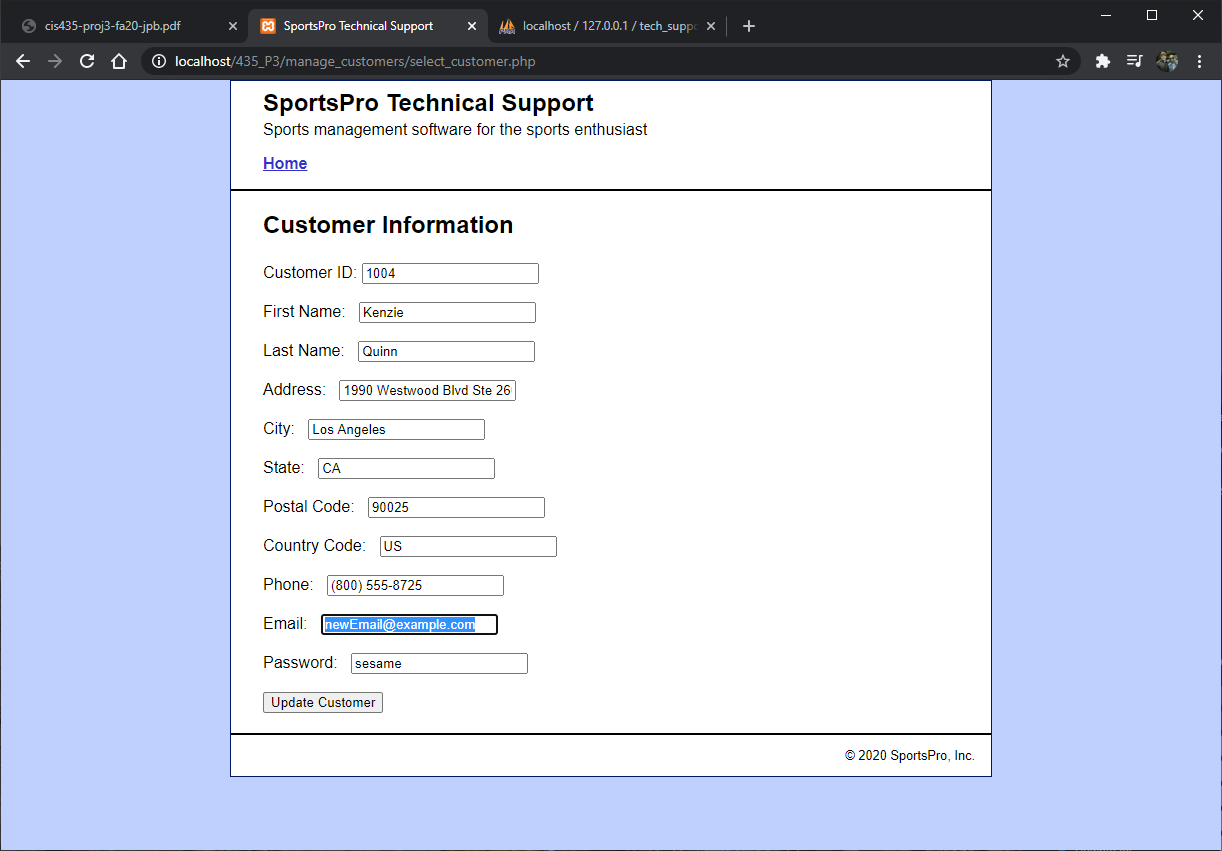 cis435-proj3-fa20-jpb.pdf
SportsPro Technical Support
localhost / 127.0.0.1 / tech_suppo
localhost/435_P3/manage_customers/select_customer.php
SportsPro Technical Support
Sports management software for the sports enthusiast
Home
Customer Information
Customer ID: 1004
First Name: Kenzie
Last Name: Quinn
Address: 1990 Westwood Blvd Ste 26
City: Los Angeles
State: CA
Postal Code: 90025
Country Code: US
Phone: (800) 555-8725
Email: newEmail@example.com
Password: sesame
Update Customer
© 2020 SportsPro, Inc.